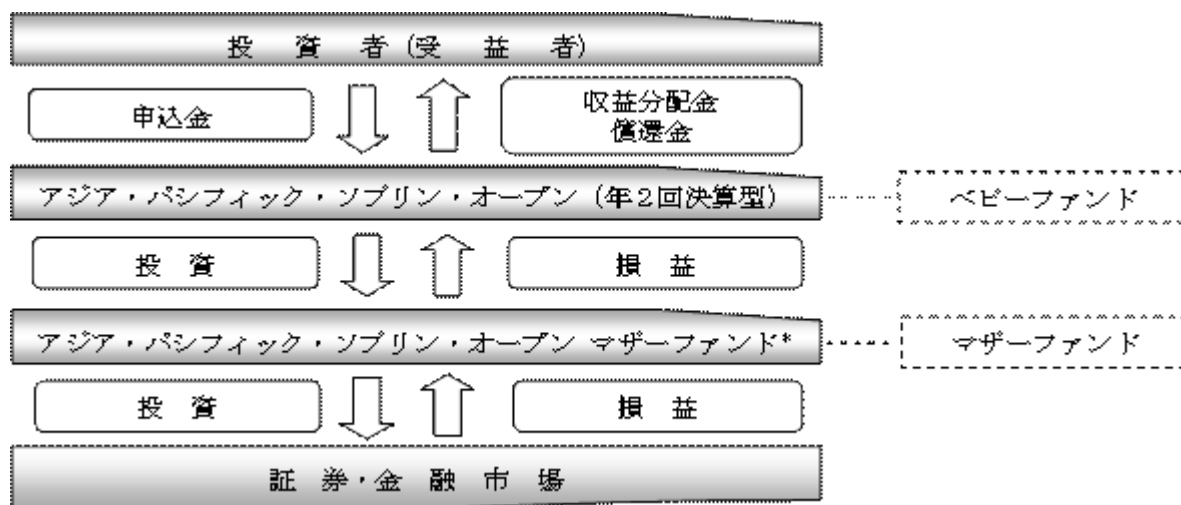 投資者(受益者)
申込金
収益分配金
償還金
アジア・パシフィック・ソブリン・オープン(年2回決算型)
ベビーファンド
投資
損益
アジア・パシフィック・ソブリン・オープン マザーファンド*
マザーファンド
投資
損益
証券・金融市場